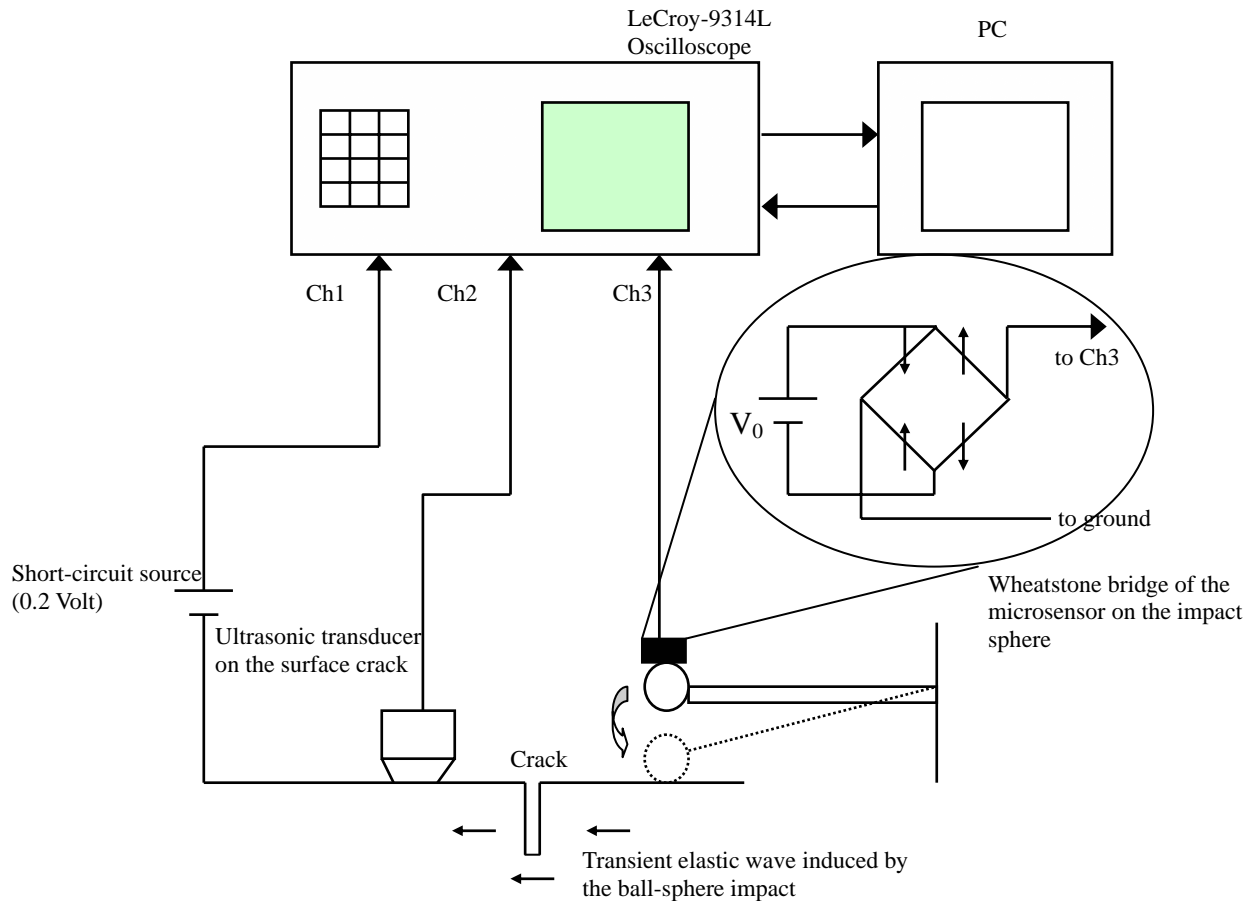 LeCroy-9314L
Oscilloscope
PC
Ch1
Ch2
Ch3
to Ch3
V₀
to ground
Short-circuit source
(0.2 Volt)
Ultrasonic transducer
on the surface crack
Wheatstone bridge of the
microsensor on the impact
sphere
Crack
Transient elastic wave induced by
the ball-sphere impact